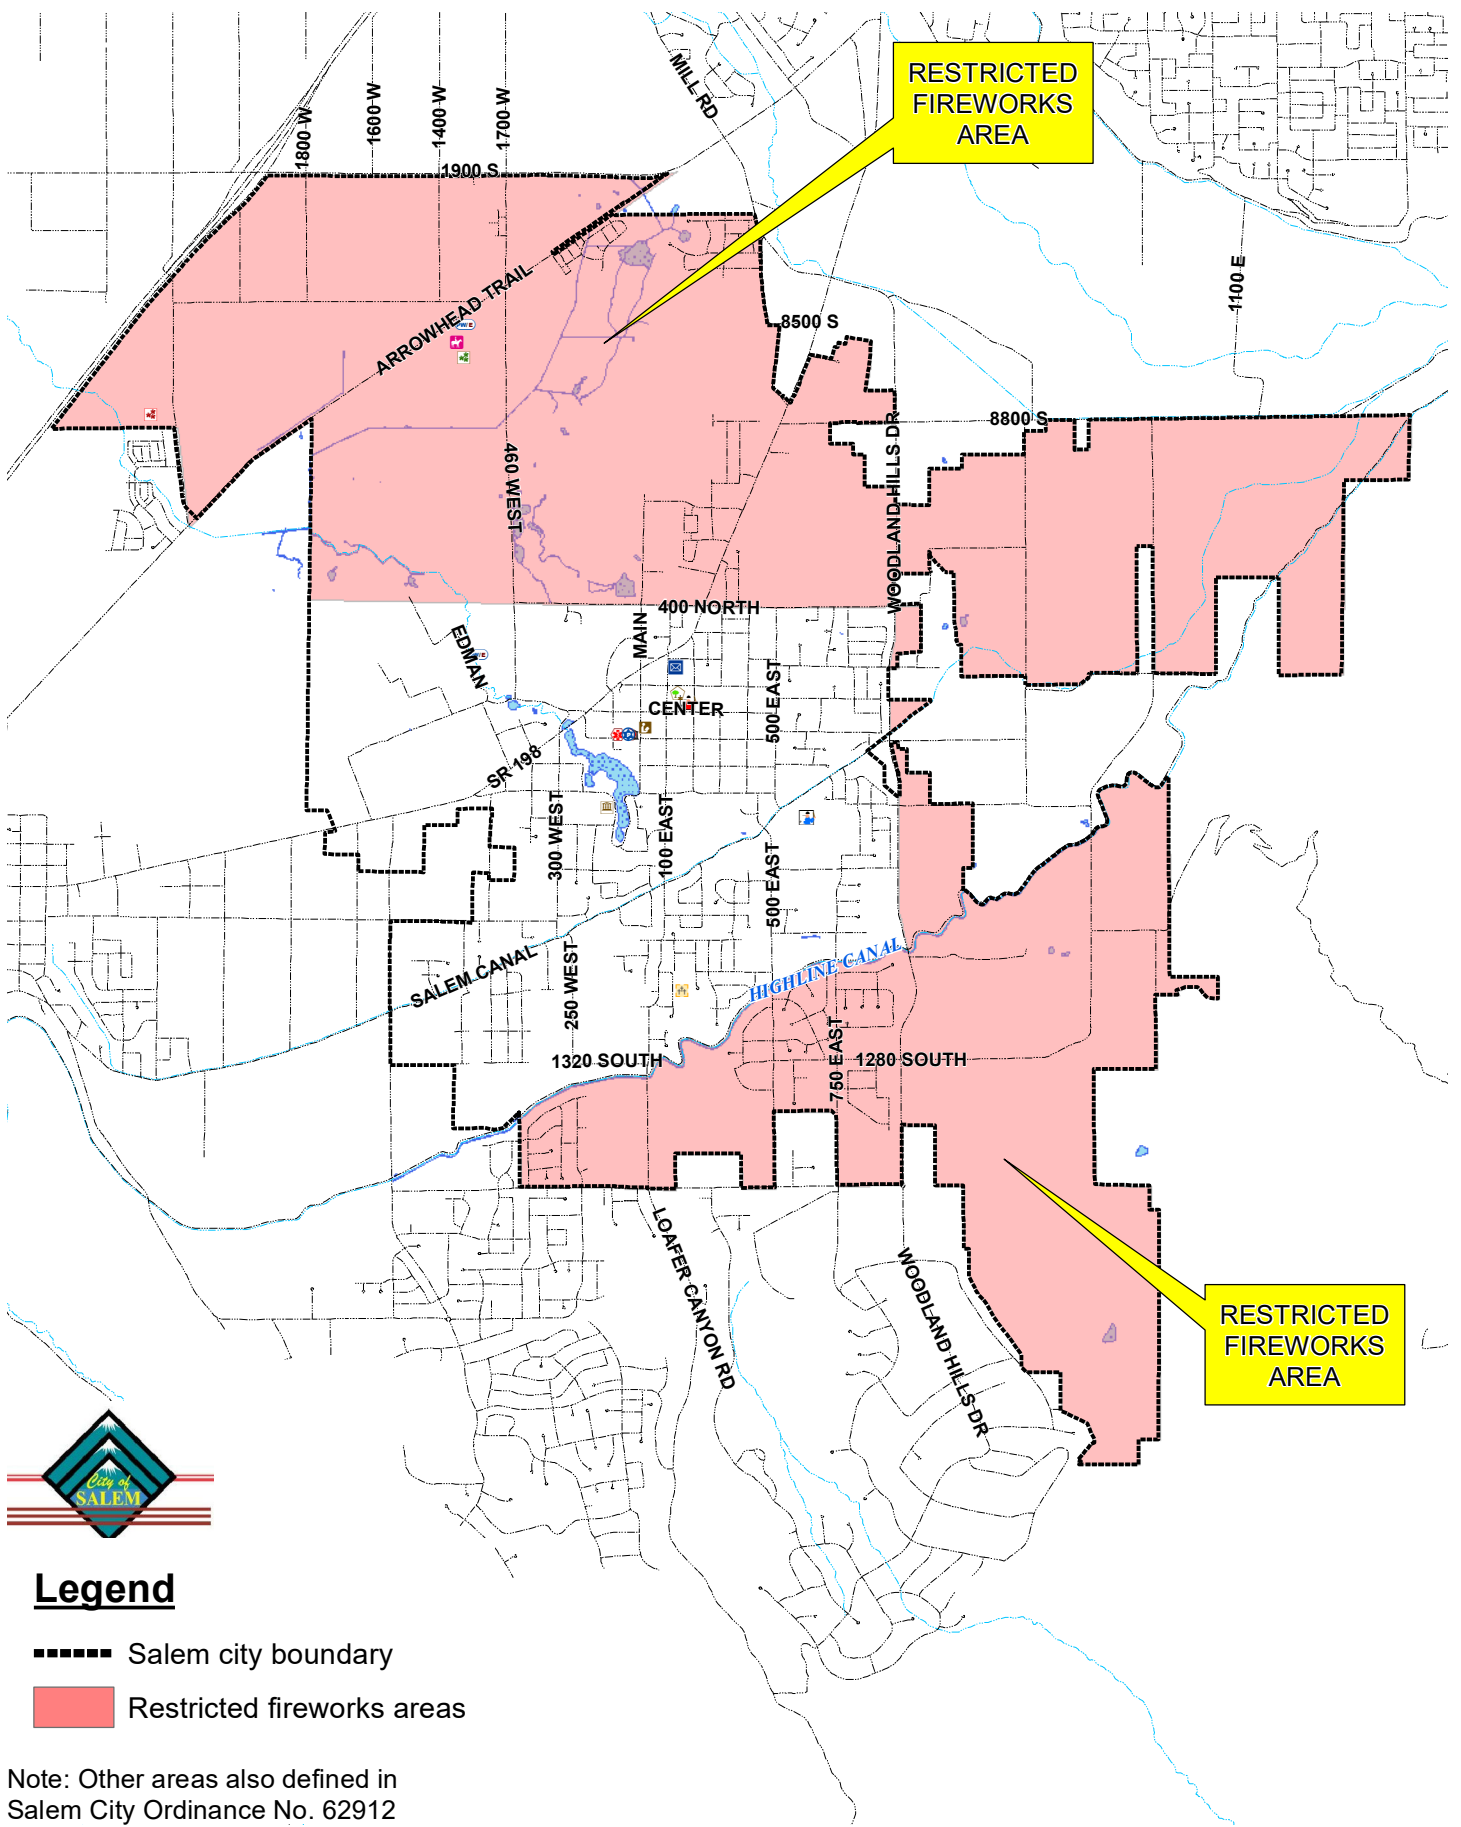 MILL RD
1800 W
1600 W
1400 W
1700 W
1900 S
RESTRICTED
FIREWORKS
AREA
ARROWHEAD TRAIL
8500 S
1100 E
8800 S
WOODLAND HILLS DR
460 WEST
400 NORTH
MAIN
EDMAN
CENTER
500 EAST
SR 198
300 WEST
100 EAST
500 EAST
SALEM CANAL
250 WEST
HIGHLINE CANAL
1320 SOUTH
750 EAST
1280 SOUTH
LOAFER CANYON RD
WOODLAND HILLS DR
RESTRICTED
FIREWORKS
AREA
City of
SALEM
Legend
Salem city boundary
Restricted fireworks areas
Note: Other areas also defined in
Salem City Ordinance No. 62912